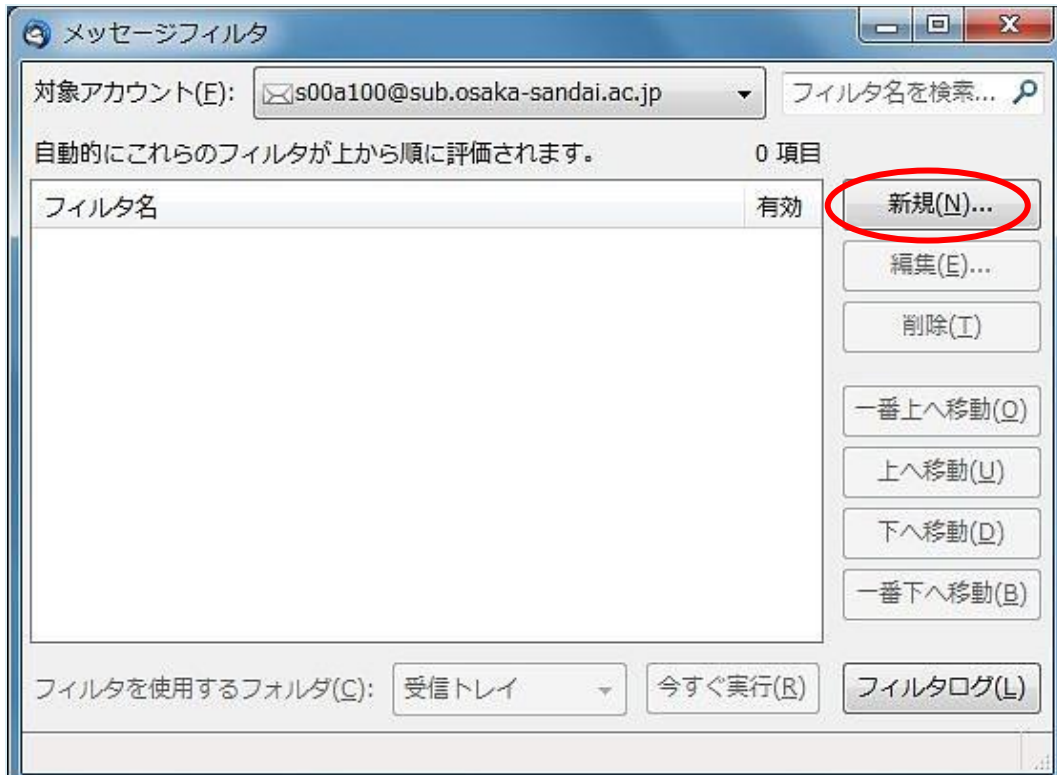 メッセージフィルタ
対象アカウント(F): s00a100@sub.osaka-sandai.ac.jp フィルタ名を検索...
自動的にこれらのフィルタが上から順に評価されます。 0 項目
フィルタ名 有効 新規(N)...
編集(E)...
削除(T)
一番上へ移動(O)
上へ移動(U)
下へ移動(D)
一番下へ移動(B)
フィルタを使用するフォルダ(C): 受信トレイ 今すぐ実行(R) フィルタログ(L)